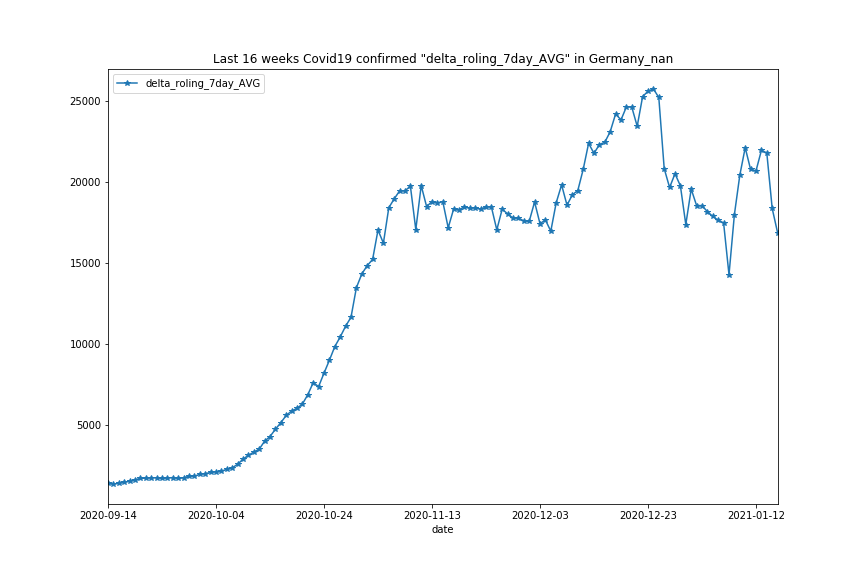 Last 16 weeks Covid19 confirmed "delta_roling_7day_AVG" in Germany_nan
delta_roling_7day_AVG
25000
20000
15000
10000
5000
2020-09-14 2020-10-04 2020-10-24 2020-11-13 2020-12-03 2020-12-23 2021-01-12
date